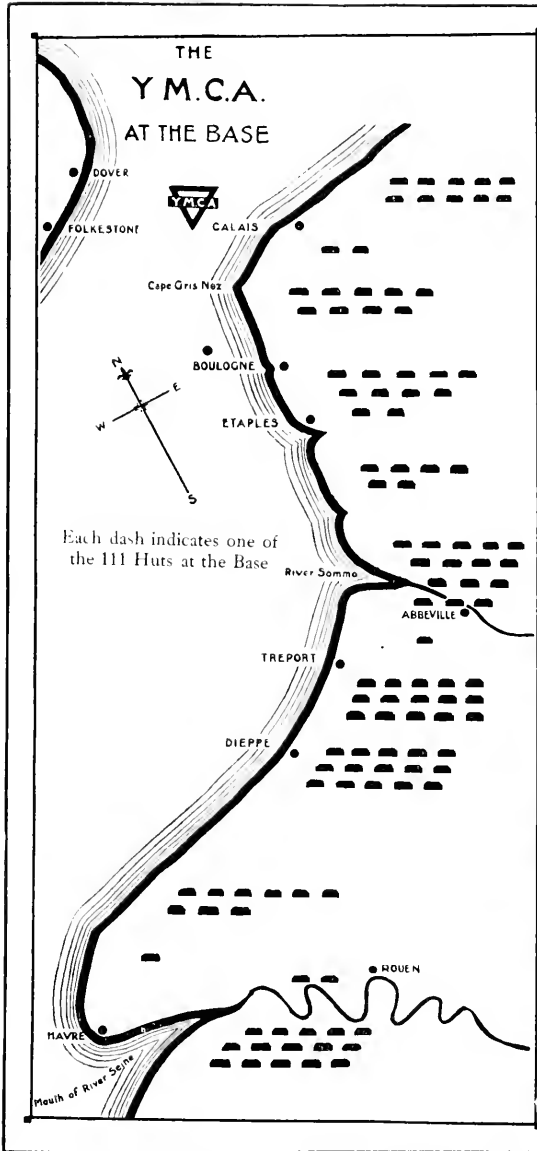 THE
Y.M.C.A.
AT THE BASE
DOVER
YMCA
FOLKESTONE
CALAIS
Cape Gris Nez
BOULOGNE
N
E
W
S
ETAPLES
Each dash indicates one of
the 111 Huts at the Base
River Somme
ABBEVILLE
TREPORT
DIEPPE
ROUEN
HAVRE
Mouth of River Seine